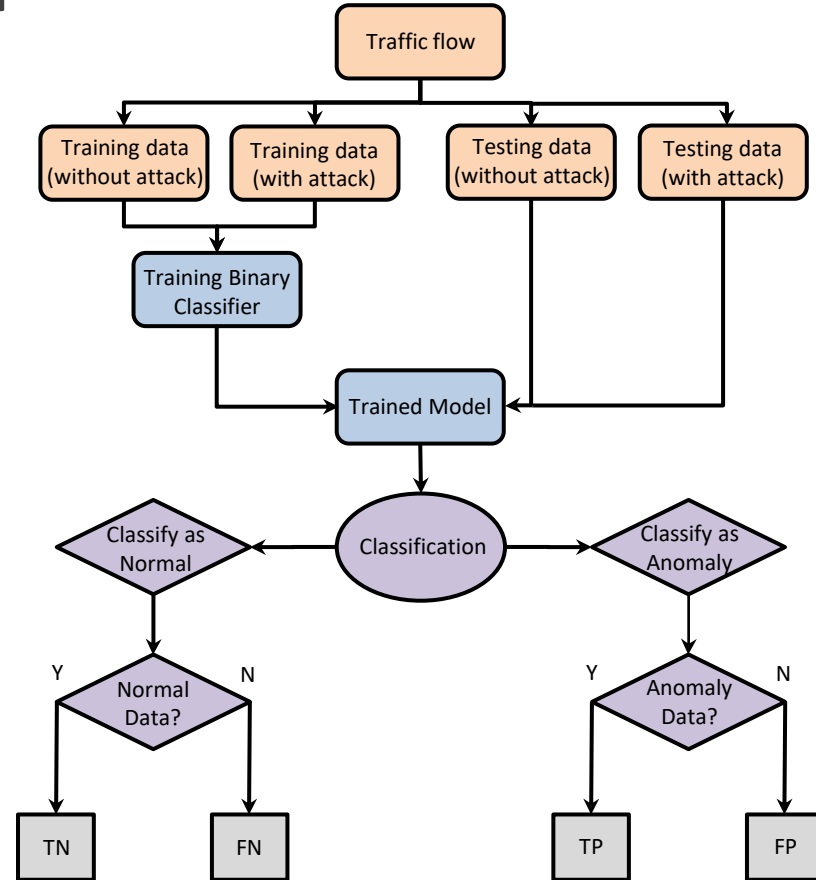 Traffic flow
Training data
(without attack)
Training data
(with attack)
Testing data
(without attack)
Testing data
(with attack)
Training Binary
Classifier
Trained Model
Classify as
Normal
Classification
Classify as
Anomaly
Y
N
Y
N
Normal
Data?
Anomaly
Data?
TN
FN
TP
FP